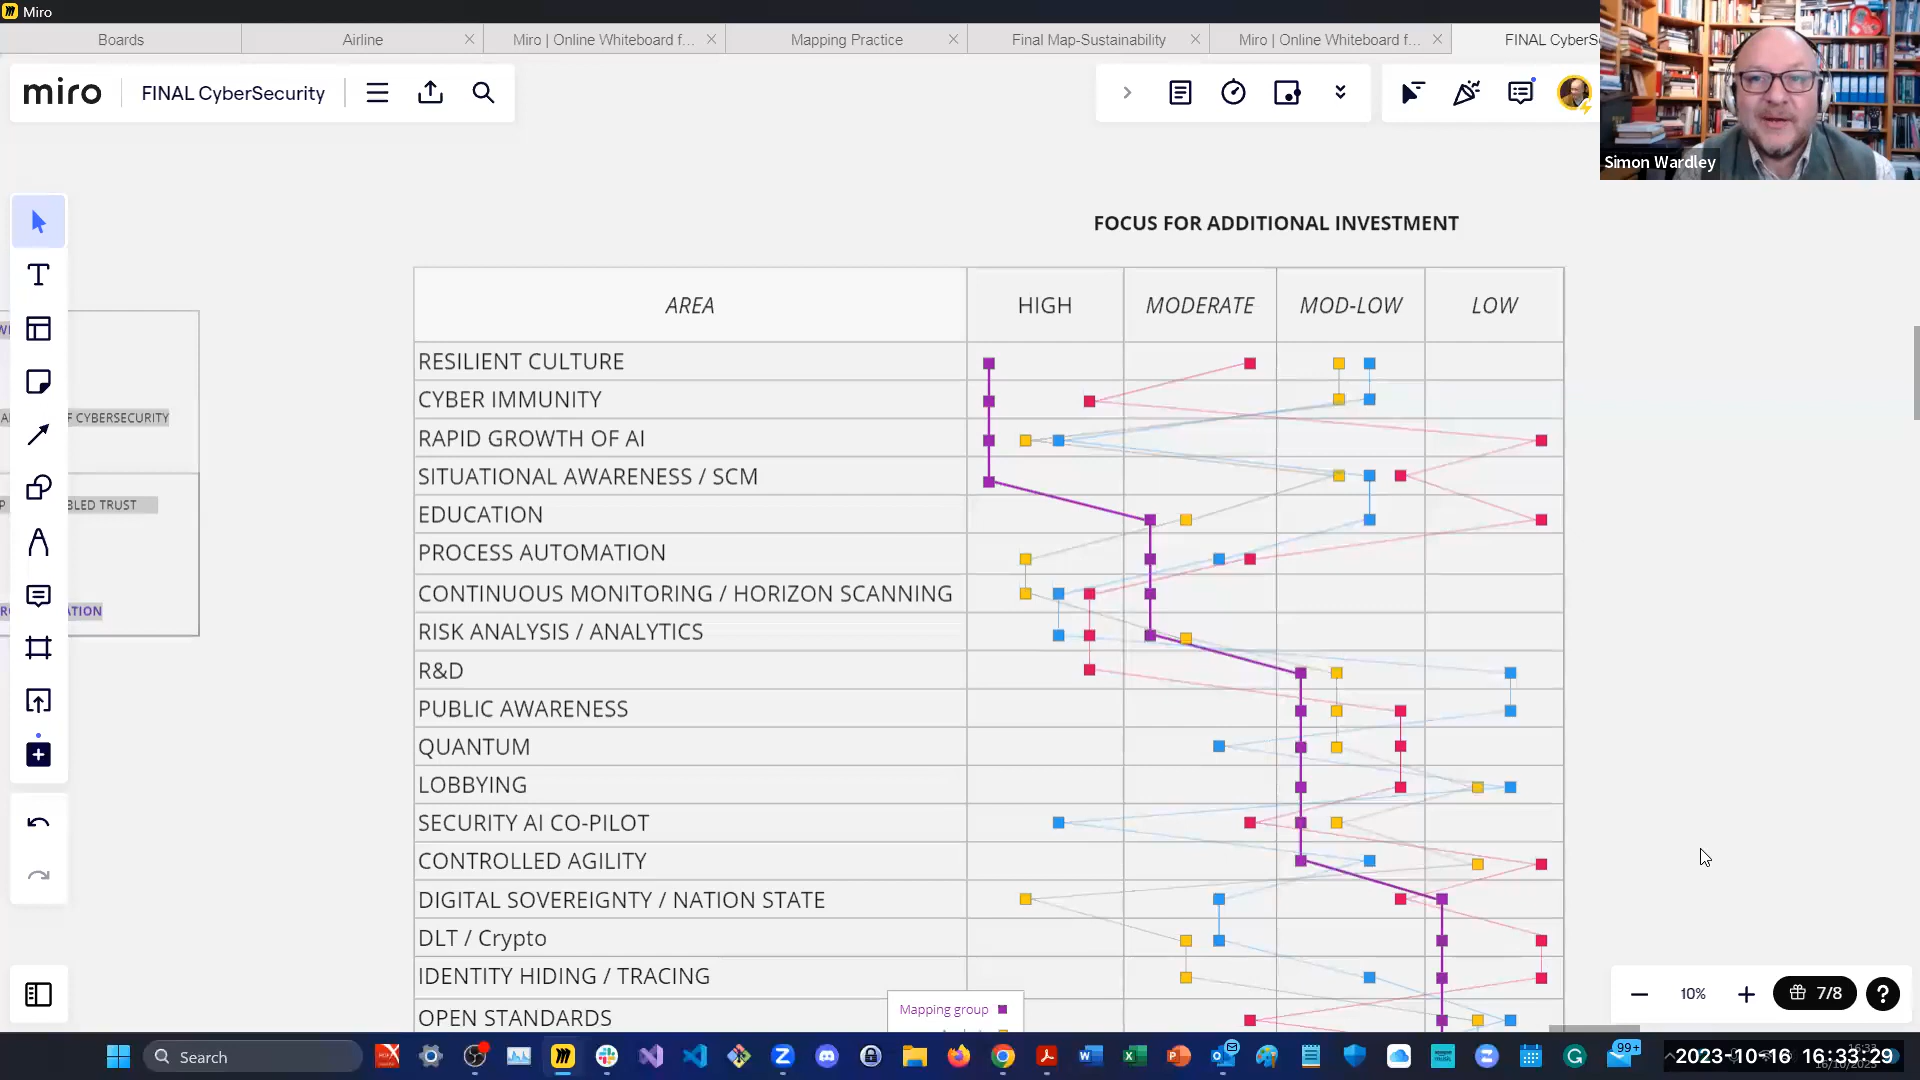 Miro
Boards
Airline
Miro | Online Whiteboard f...
Mapping Practice
Final Map-Sustainability
Miro | Online Whiteboard f...
FINAL CyberS
miro
FINAL CyberSecurity
Simon Wardley
FOCUS FOR ADDITIONAL INVESTMENT
AREA HIGH MODERATE MOD-LOW LOW
RESILIENT CULTURE
CYBER IMMUNITY
RAPID GROWTH OF AI
SITUATIONAL AWARENESS / SCM
EDUCATION
PROCESS AUTOMATION
CONTINUOUS MONITORING / HORIZON SCANNING
RISK ANALYSIS / ANALYTICS
R&D
PUBLIC AWARENESS
QUANTUM
LOBBYING
SECURITY AI CO-PILOT
CONTROLLED AGILITY
DIGITAL SOVEREIGNTY / NATION STATE
DLT / Crypto
IDENTITY HIDING / TRACING
OPEN STANDARDS
Mapping group
F CYBERSECURITY
BLED TRUST
ATION
10%
7/8
?
Search
99+
2023-10-16 16:33:29